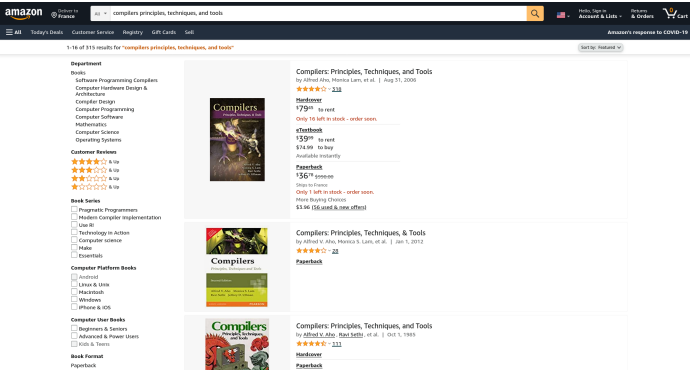 amazon
Deliver to
France
All
compilers principles, techniques, and tools
Hello, Sign in
Account & Lists
Returns
& Orders
0
Cart
All
Today's Deals
Customer Service
Registry
Gift Cards
Sell
Amazon's response to COVID-19
1-16 of 315 results for "compilers principles, techniques, and tools"
Sort by: Featured
Department
Books
Software Programming Compilers
Computer Hardware Design &
Architecture
Compiler Design
Computer Programming
Computer Software
Mathematics
Computer Science
Operating Systems
Customer Reviews
& Up
& Up
& Up
& Up
Book Series
Pragmatic Programmers
Modern Compiler Implementation
Use R!
Technology in Action
Computer science
Make
Essentials
Computer Platform Books
Android
Linux & Unix
Macintosh
Windows
iPhone & iOS
Computer User Books
Beginners & Seniors
Advanced & Power Users
Kids & Teens
Book Format
Paperback
Compilers
Principles, Techniques, & Tools
Compilers: Principles, Techniques, and Tools
by Alfred Aho, Monica Lam, et al. | Aug 31, 2006
318
Hardcover
to rent
Only 16 left in stock - order soon.
eTextbook
$3999 to rent
$74.99 to buy
Available instantly
Paperback
Ships to France
Only 1 left in stock - order soon.
More Buying Choices
$3.96 (56 used & new offers)
Compilers
Principles, Techniques and Tools
Compilers: Principles, Techniques, & Tools
by Alfred V. Aho, Monica S. Lam, et al. | Jan 1, 2012
28
Paperback
Compilers
Principles, Techniques,
and Tools
Compilers: Principles, Techniques, and Tools
by Alfred V. Aho, Ravi Sethi, et al. | Oct 1, 1985
111
Hardcover
Paperback